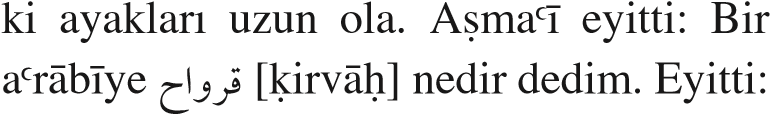 ki ayakları uzun ola. Aṣmaʿī eyitti: Bir
aʿrābīye قرواح [ḳirvāḥ] nedir dedim. Eyitti: